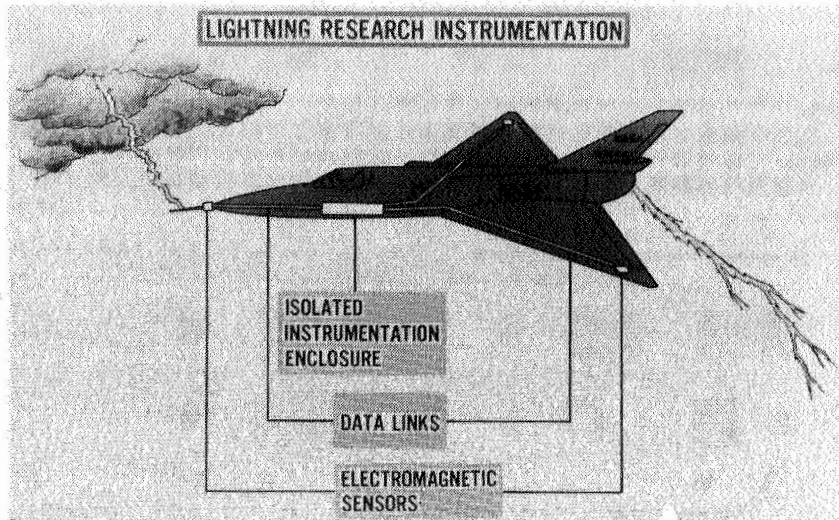 LIGHTNING RESEARCH INSTRUMENTATION
ISOLATED
INSTRUMENTATION
ENCLOSURE
DATA LINKS
ELECTROMAGNETIC
SENSORS